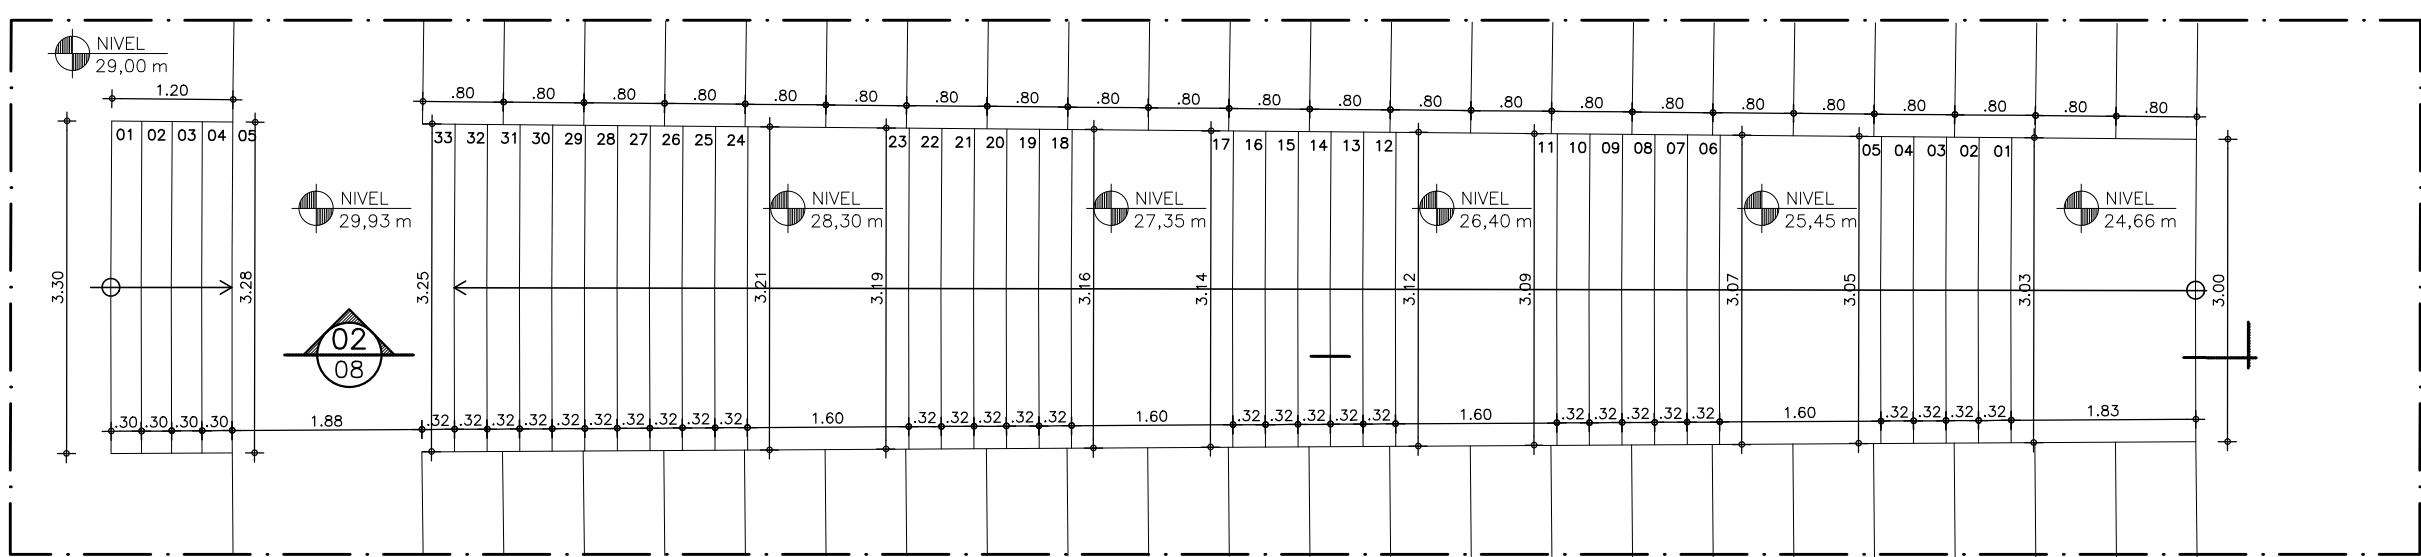 NIVEL
29,00 m
1.20
.80 .80 .80 .80 .80 .80 .80 .80 .80 .80 .80 .80 .80 .80 .80 .80 .80 .80 .80 .80 .80 .80
01 02 03 04 05
33 32 31 30 29 28 27 26 25 24
23 22 21 20 19 18
17 16 15 14 13 12
11 10 09 08 07 06
05 04 03 02 01
NIVEL
29,93 m
NIVEL
28,30 m
NIVEL
27,35 m
NIVEL
26,40 m
NIVEL
25,45 m
NIVEL
24,66 m
3.30 3.28 3.25 3.21 3.19 3.16 3.14 3.12 3.09 3.07 3.05 3.03 3.00
02
08
.30 .30 .30 .30 1.88 .32 .32 .32 .32 .32 .32 .32 .32 .32 .32 1.60 .32 .32 .32 .32 .32 1.60 .32 .32 .32 .32 .32 1.60 .32 .32 .32 .32 .32 1.60 .32 .32 .32 .32 1.83